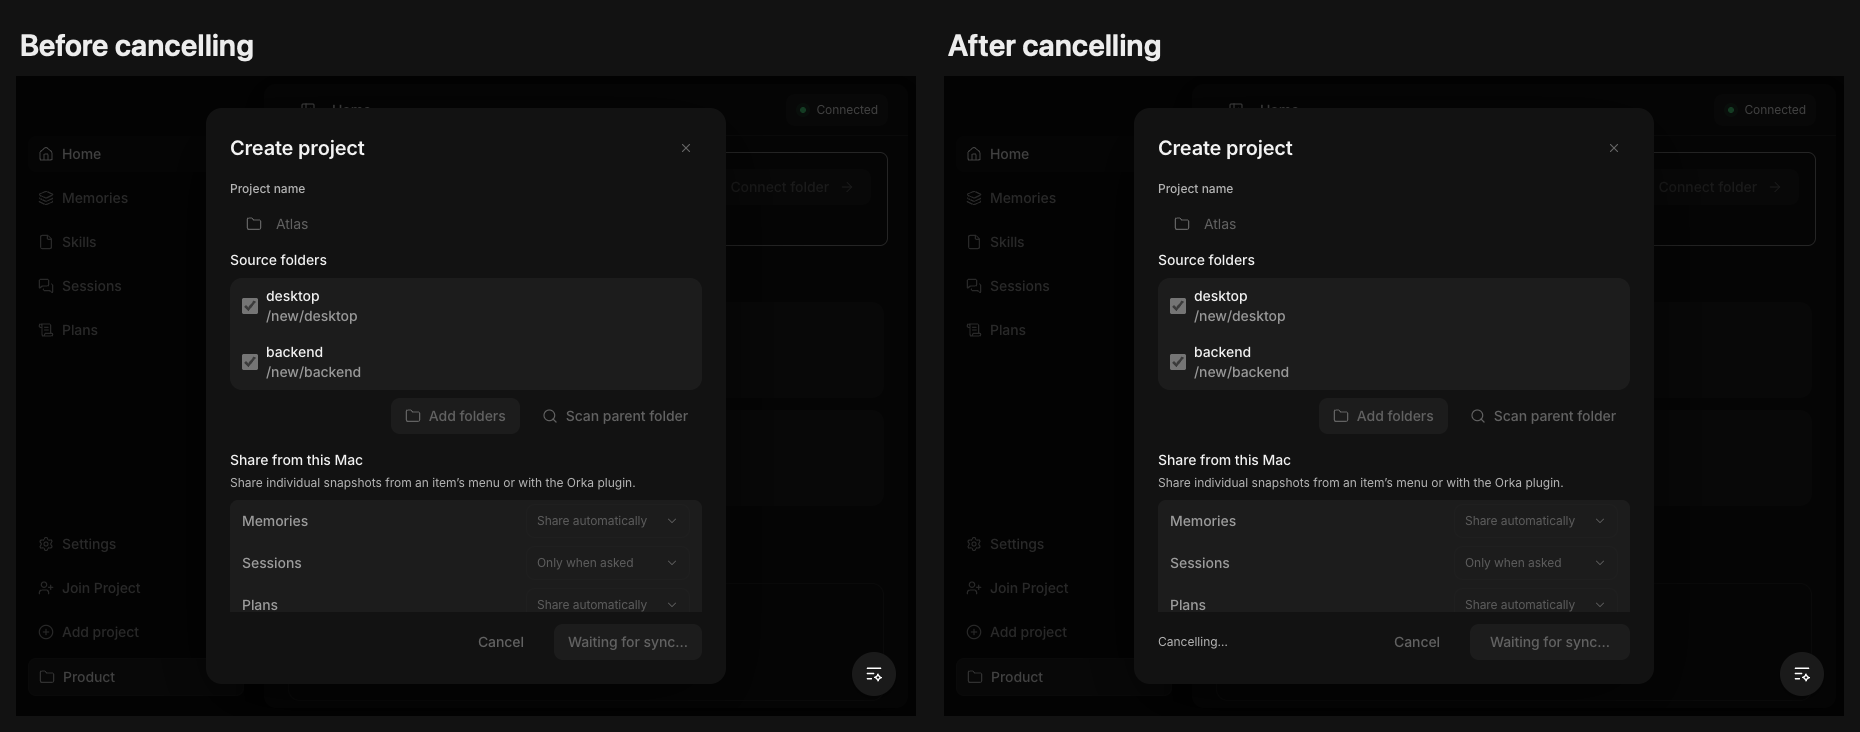 Before cancelling
Home
Connected
Home
Memories
Skills
Sessions
Plans
Settings
Join Project
Add project
Product
Connect folder
Create project
Project name
Atlas
Source folders
desktop
/new/desktop
backend
/new/backend
Add folders
Scan parent folder
Share from this Mac
Share individual snapshots from an item’s menu or with the Orka plugin.
Memories Share automatically
Sessions Only when asked
Plans Share automatically
Cancel Waiting for sync...
After cancelling
Home
Connected
Home
Memories
Skills
Sessions
Plans
Settings
Join Project
Add project
Product
Connect folder
Create project
Project name
Atlas
Source folders
desktop
/new/desktop
backend
/new/backend
Add folders
Scan parent folder
Share from this Mac
Share individual snapshots from an item’s menu or with the Orka plugin.
Memories Share automatically
Sessions Only when asked
Plans Share automatically
Cancelling... Cancel Waiting for sync...